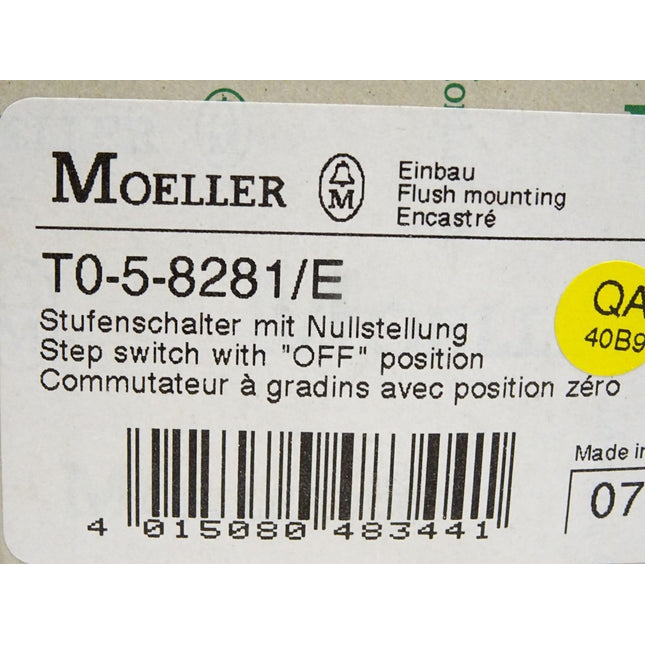 MOELLER
M
Einbau
Flush mounting
Encastré
T0-5-8281/E
Stufenschalter mit Nullstellung
Step switch with "OFF" position
Commutateur à gradins avec position zéro
QA
40B9
4 015080 483441
Made in
07